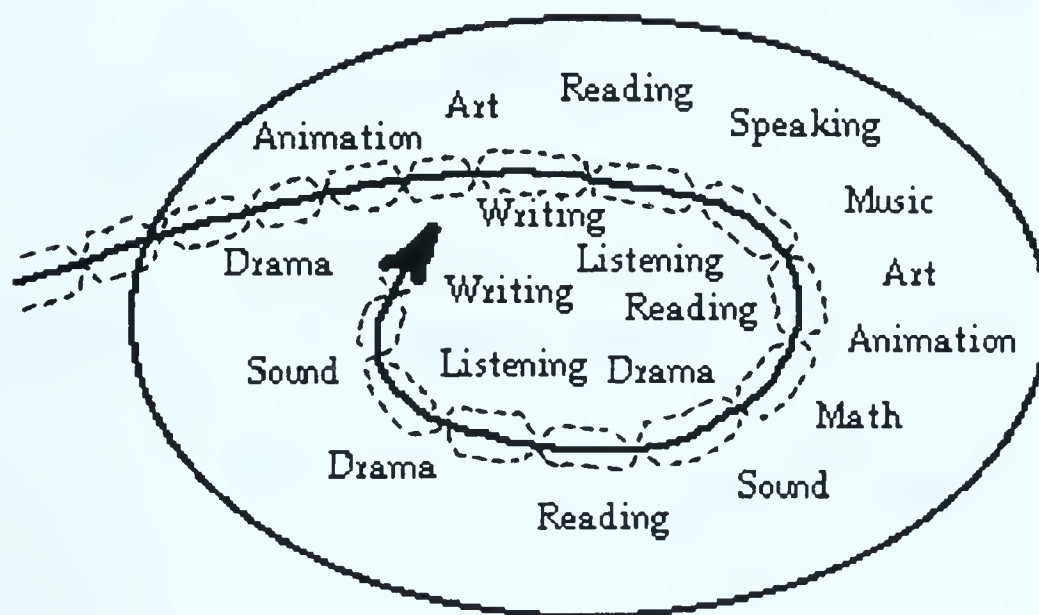 Reading
Art
Speaking
Animation
Music
Writing
Drama
Listening
Art
Writing
Reading
Animation
Sound
Listening
Drama
Math
Drama
Sound
Reading